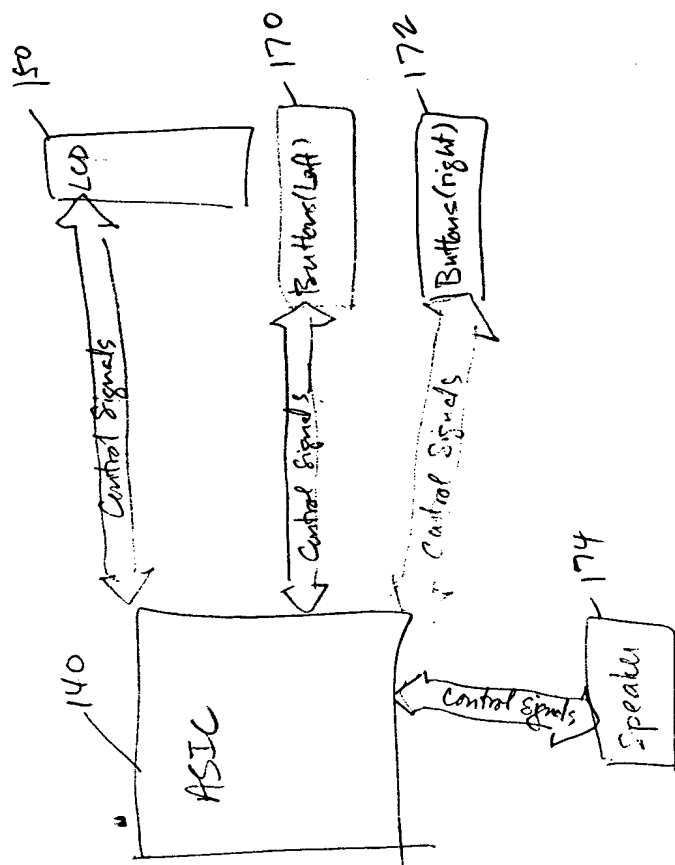 150
LCD
Control Signals
170
Buttons(Left)
Control Signals
172
Buttons(right)
Control Signals
140
ASIC
174
Speaker
Control Signals